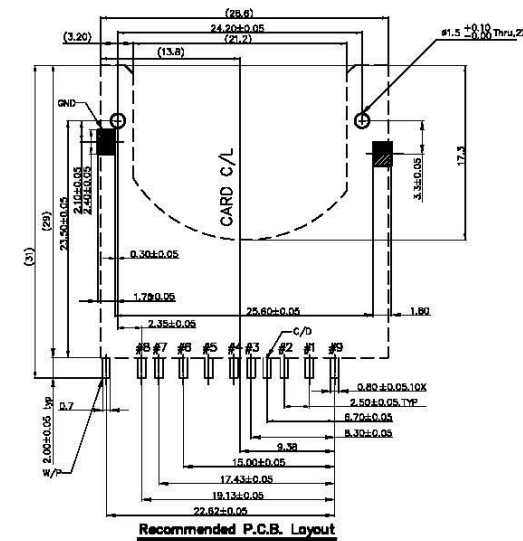 (28.6)
24.20±0.05
(3.20)
(21.2)
(13.8)
ø1.5 +0.10 -0.00 Thru,2X
GND
CARD C/L
17.3
3.3±0.05
2.10±0.05
2.40±0.05
23.50±0.05
(29)
(31)
0.30±0.05
1.75±0.05
25.60±0.05
1.80
2.35±0.05
C/D
#8 #7 #6 #5 #4 #3 #2 #1 #9
0.80±0.05.10X
2.50±0.05.TYP
0.7
6.70±0.05
8.30±0.05
2.00±0.05 typ
W/P
9.38
15.00±0.05
17.43±0.05
19.13±0.05
22.62±0.05
Recommended P.C.B. Layout